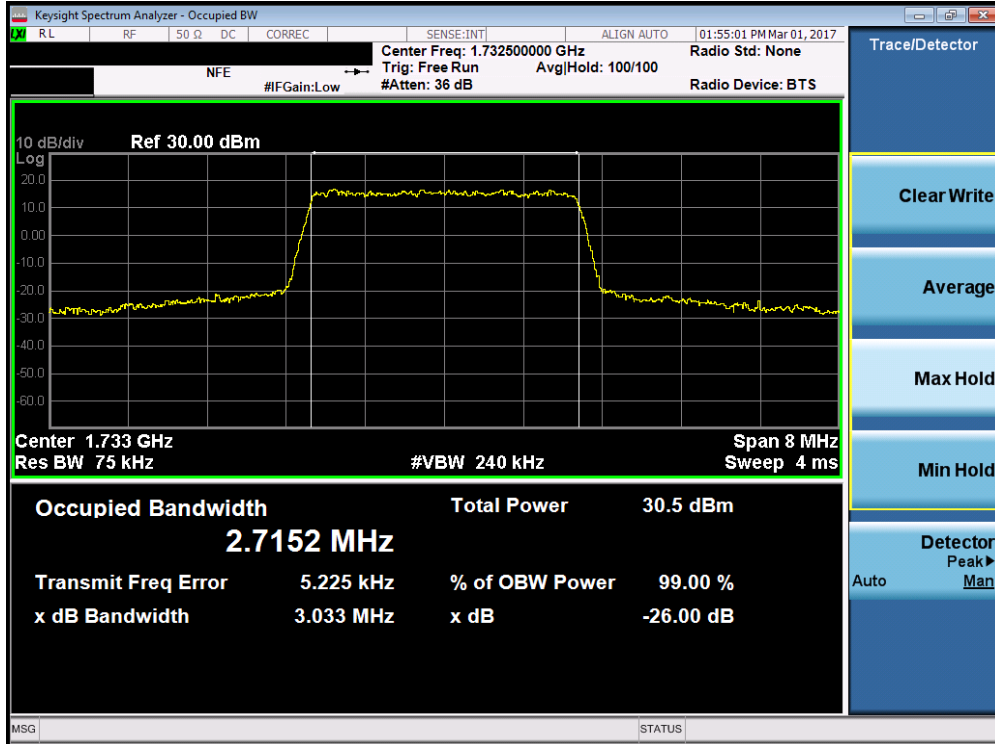 Keysight Spectrum Analyzer - Occupied BW
LXI RL RF 50 Ω DC CORREC SENSE:INT ALIGN AUTO 01:55:01 PM Mar 01, 2017
Center Freq: 1.732500000 GHz Radio Std: None
NFE Trig: Free Run Avg|Hold: 100/100
#IFGain:Low #Atten: 36 dB Radio Device: BTS
10 dB/div Ref 30.00 dBm
Log
20.0
10.0
0.00
-10.0
-20.0
-30.0
-40.0
-50.0
-60.0
Center 1.733 GHz Span 8 MHz
Res BW 75 kHz #VBW 240 kHz Sweep 4 ms
Occupied Bandwidth Total Power 30.5 dBm
2.7152 MHz
Transmit Freq Error 5.225 kHz % of OBW Power 99.00 %
x dB Bandwidth 3.033 MHz x dB -26.00 dB
MSG STATUS
Trace/Detector
Clear Write
Average
Max Hold
Min Hold
Detector
Peak▶
Auto Man